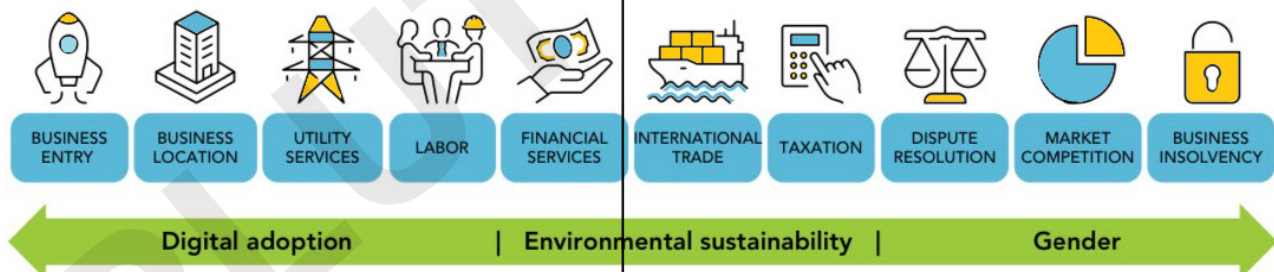 BUSINESS
ENTRY
BUSINESS
LOCATION
UTILITY
SERVICES
LABOR
FINANCIAL
SERVICES
INTERNATIONAL
TRADE
TAXATION
DISPUTE
RESOLUTION
MARKET
COMPETITION
BUSINESS
INSOLVENCY
Digital adoption | Environmental sustainability | Gender